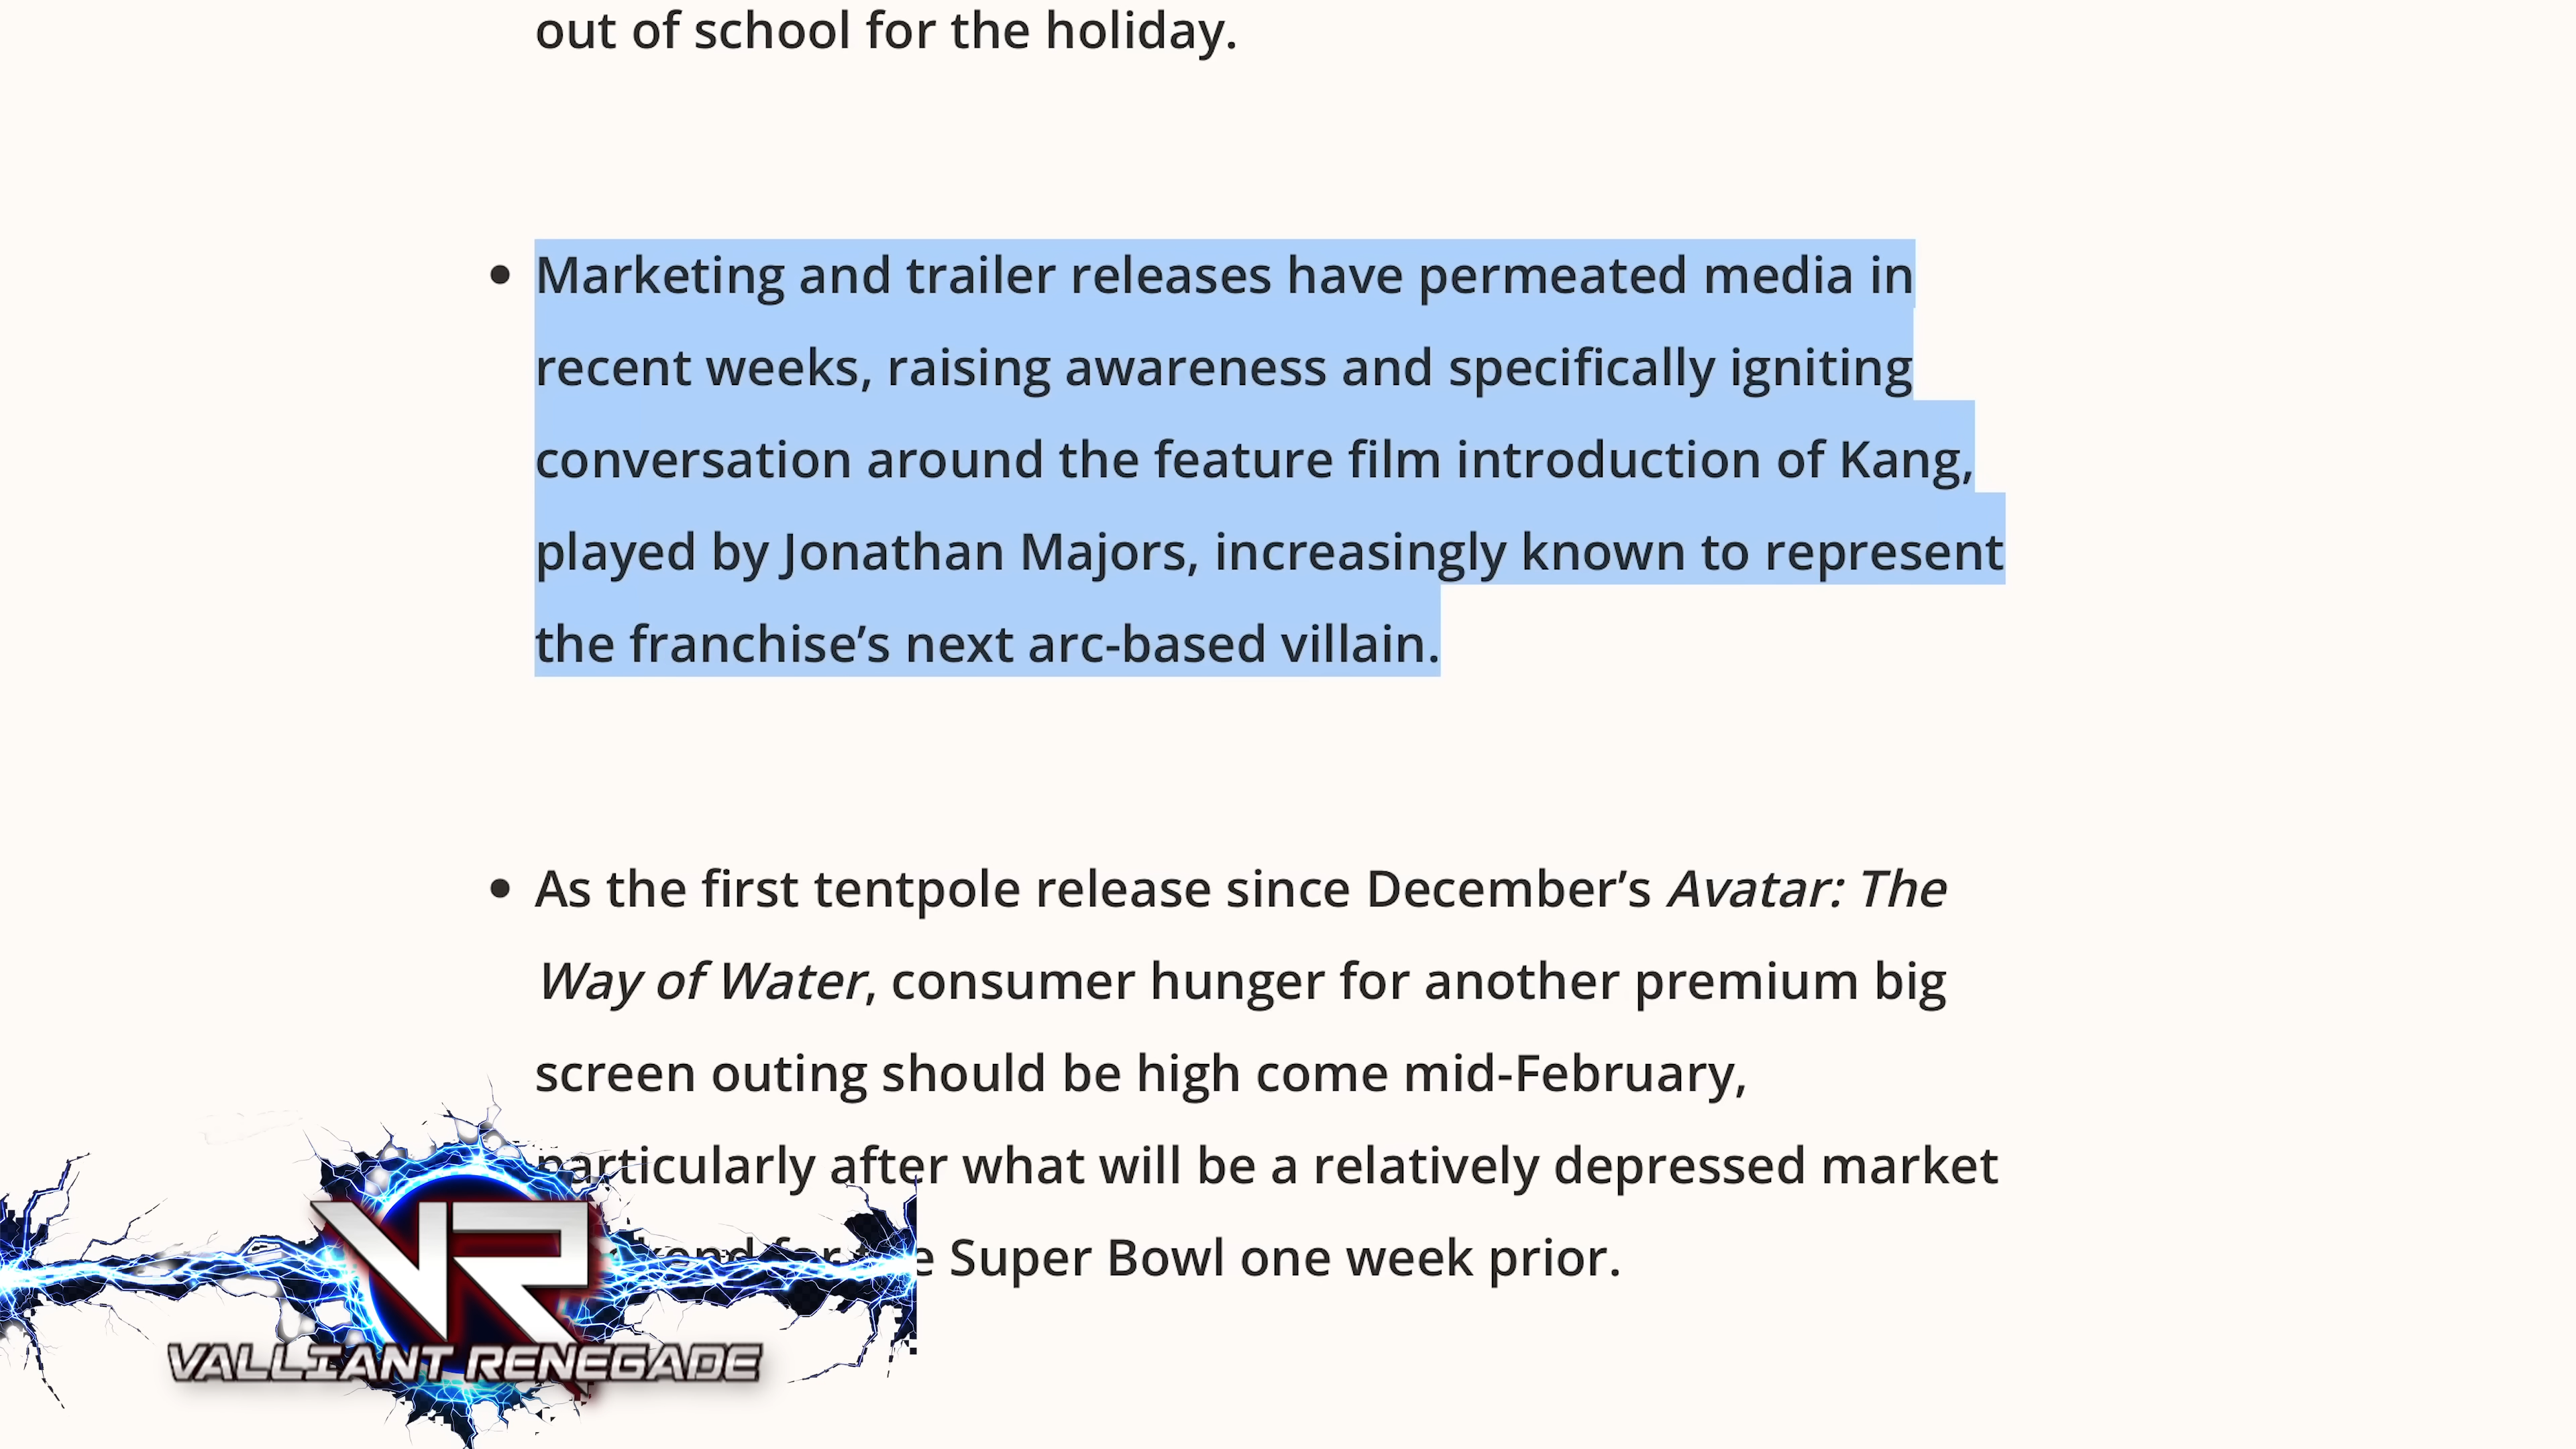 out of school for the holiday.
• Marketing and trailer releases have permeated media in
recent weeks, raising awareness and specifically igniting
conversation around the feature film introduction of Kang,
played by Jonathan Majors, increasingly known to represent
the franchise’s next arc-based villain.
• As the first tentpole release since December’s Avatar: The
Way of Water, consumer hunger for another premium big
screen outing should be high come mid-February,
particularly after what will be a relatively depressed market
for the Super Bowl one week prior.
VR
VALLIANT RENEGADE